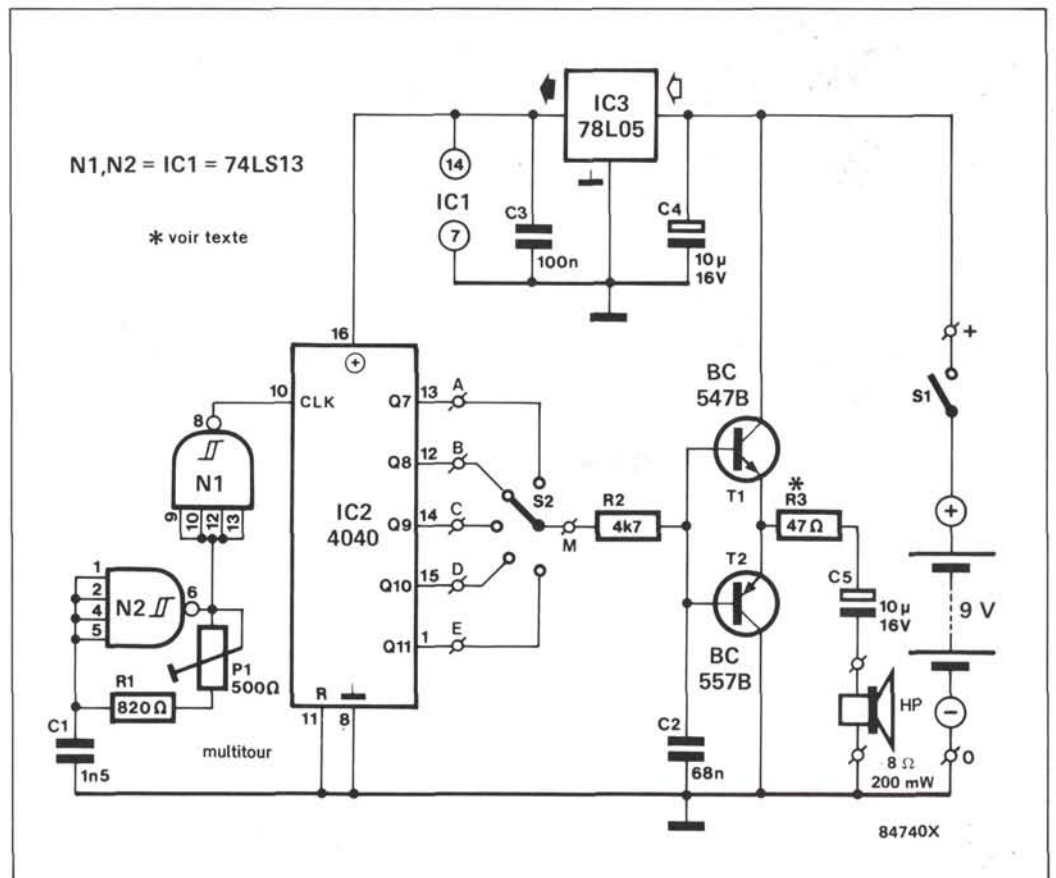 IC3
78L05
N1,N2 = IC1 = 74LS13
* voir texte
14
IC1
7
C3
100n
C4
10µ
16V
16
+
10
CLK
8
N1
9
10
12
13
1
2
4
5
N2
6
P1
500Ω
R1
820Ω
C1
1n5
multitour
IC2
4040
Q7
13
A
Q8
12
B
Q9
14
C
Q10
15
D
Q11
1
E
R
11
8
S2
M
R2
4k7
C2
68n
BC
547B
T1
T2
BC
557B
*
R3
47Ω
C5
10µ
16V
HP
8 Ω
200 mW
+
S1
+
9 V
−
0
84740X